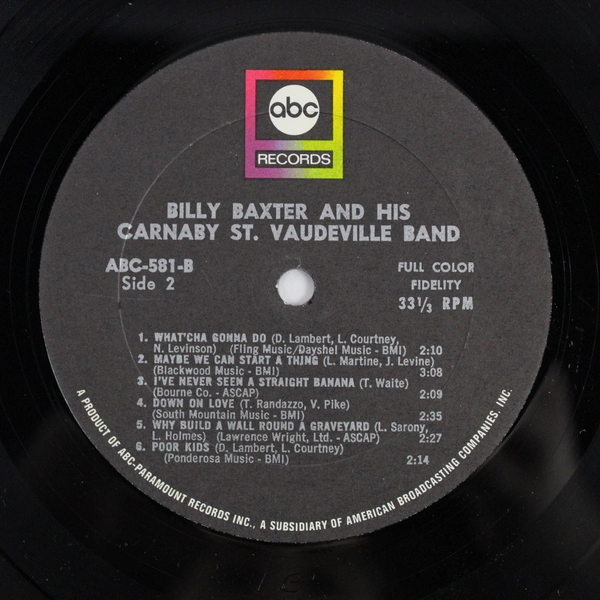 abc
RECORDS
BILLY BAXTER AND HIS
CARNABY ST. VAUDEVILLE BAND
ABC-581-B
Side 2
FULL COLOR
FIDELITY
33⅓ RPM
1. WHAT'CHA GONNA DO (D. Lambert, L. Courtney,
N. Levinson) (Fling Music/Dayshel Music - BMI) 2:10
2. MAYBE WE CAN START A THING (L. Martine, J. Levine)
(Blackwood Music - BMI) 3:08
3. I'VE NEVER SEEN A STRAIGHT BANANA (T. Waite)
(Bourne Co. - ASCAP) 2:09
4. DOWN ON LOVE (T. Randazzo, V. Pike)
(South Mountain Music - BMI) 2:35
5. WHY BUILD A WALL ROUND A GRAVEYARD (L. Sarony,
L. Holmes) (Lawrence Wright, Ltd. - ASCAP) 2:27
6. POOR KIDS (D. Lambert, L. Courtney)
(Ponderosa Music - BMI) 2:14
A PRODUCT OF ABC-PARAMOUNT RECORDS INC., A SUBSIDIARY OF AMERICAN BROADCASTING COMPANIES, INC.